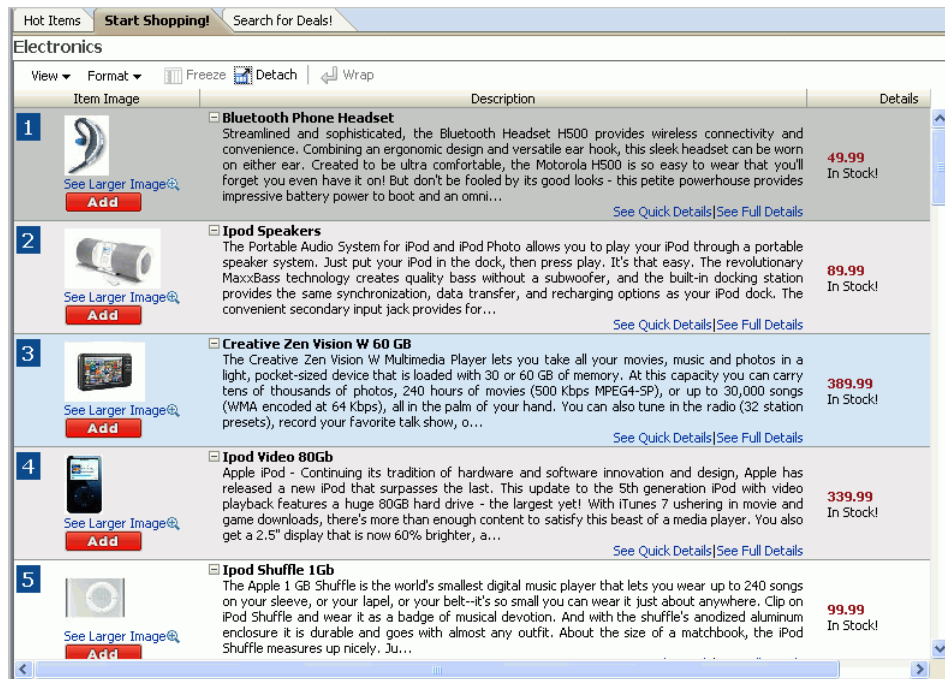 Hot Items Start Shopping! Search for Deals!
Electronics
View Format Freeze Detach Wrap
Item Image Description Details
1
Bluetooth Phone Headset
Streamlined and sophisticated, the Bluetooth Headset H500 provides wireless connectivity and
convenience. Combining an ergonomic design and versatile ear hook, this sleek headset can be worn
on either ear. Created to be ultra comfortable, the Motorola H500 is so easy to wear that you'll
forget you even have it on! But don't be fooled by its good looks - this petite powerhouse provides
impressive battery power to boot and an omni...
See Larger Image
Add
See Quick Details|See Full Details
49.99
In Stock!
2
Ipod Speakers
The Portable Audio System for iPod and iPod Photo allows you to play your iPod through a portable
speaker system. Just put your iPod in the dock, then press play. It's that easy. The revolutionary
MaxxBass technology creates quality bass without a subwoofer, and the built-in docking station
provides the same synchronization, data transfer, and recharging options as your iPod dock. The
convenient secondary input jack provides for...
See Larger Image
Add
See Quick Details|See Full Details
89.99
In Stock!
3
Creative Zen Vision W 60 GB
The Creative Zen Vision W Multimedia Player lets you take all your movies, music and photos in a
light, pocket-sized device that is loaded with 30 or 60 GB of memory. At this capacity you can carry
tens of thousands of photos, 240 hours of movies (500 Kbps MPEG4-SP), or up to 30,000 songs
(WMA encoded at 64 Kbps), all in the palm of your hand. You can also tune in the radio (32 station
presets), record your favorite talk show, o...
See Larger Image
Add
See Quick Details|See Full Details
389.99
In Stock!
4
Ipod Video 80Gb
Apple iPod - Continuing its tradition of hardware and software innovation and design, Apple has
released a new iPod that surpasses the last. This update to the 5th generation iPod with video
playback features a huge 80GB hard drive - the largest yet! With iTunes 7 ushering in movie and
game downloads, there's more than enough content to satisfy this beast of a media player. You also
get a 2.5" display that is now 60% brighter, a...
See Larger Image
Add
See Quick Details|See Full Details
339.99
In Stock!
5
Ipod Shuffle 1Gb
The Apple 1 GB Shuffle is the world's smallest digital music player that lets you wear up to 240 songs
on your sleeve, or your lapel, or your belt--it's so small you can wear it just about anywhere. Clip on
iPod Shuffle and wear it as a badge of musical devotion. And with the shuffle's anodized aluminum
enclosure it is durable and goes with almost any outfit. About the size of a matchbook, the iPod
Shuffle measures up nicely. Ju...
See Larger Image
Add
99.99
In Stock!